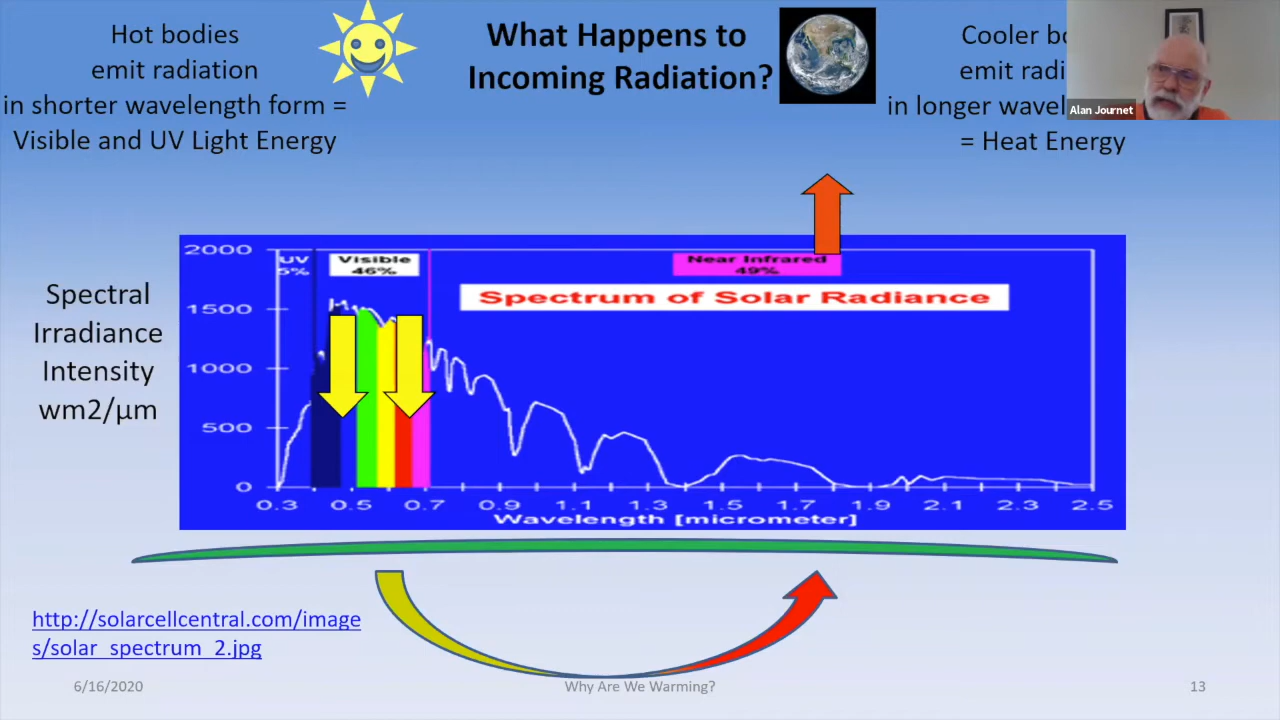 Hot bodies
emit radiation
in shorter wavelength form =
Visible and UV Light Energy
What Happens to
Incoming Radiation?
Cooler
emit
in longer
= Heat Energy
Alan Journet
Spectral
Irradiance
Intensity
wm2/µm
2000
1500
1000
500
0
UV
5%
Visible
46%
Near Infrared
49%
Spectrum of Solar Radiance
0.3 0.5 0.7 0.9 1.1 1.3 1.5 1.7 1.9 2.1 2.3 2.5
Wavelength [micrometer]
http://solarcellcentral.com/image
s/solar_spectrum_2.jpg
6/16/2020
Why Are We Warming?
13